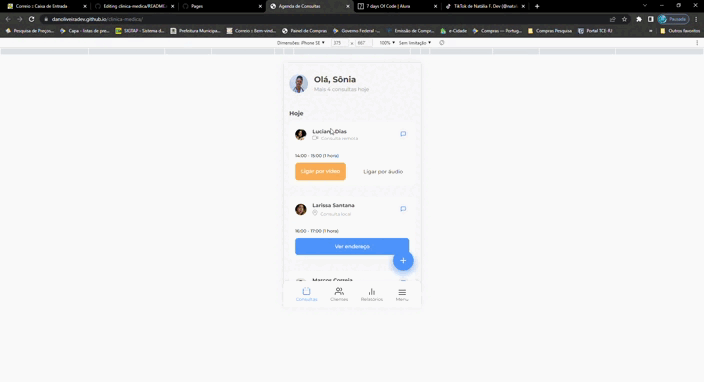 Correio :: Caixa de Entrada
Editing clinica-medica/README.m
Pages
Agenda de Consultas
7 days Of Code | Alura
TikTok de Natália F. Dev (@natal
danoliveiradev.github.io/clinica-medica/
Pausada
Pesquisa de Preços...
Capa - listas de prec...
SIGFAF - Sistema d...
Prefeitura Municipa...
Correio :: Bem-vind...
Painel de Compras
Governo Federal -...
Compras — Portug...
Emissão de Compro...
e-Cidade
Compras Pesquisa
Portal TCE-RJ
Outros favoritos
Dimensões: iPhone SE
375
x
667
100%
Sem limitação
Olá, Sônia
Mais 4 consultas hoje
Hoje
Luciana Dias
Consulta remota
14:00 - 15:00 (1 hora)
Ligar por vídeo
Ligar por áudio
Larissa Santana
Consulta local
16:00 - 17:00 (1 hora)
Ver endereço
Marcos Correia
Consultas
Clientes
Relatórios
Menu